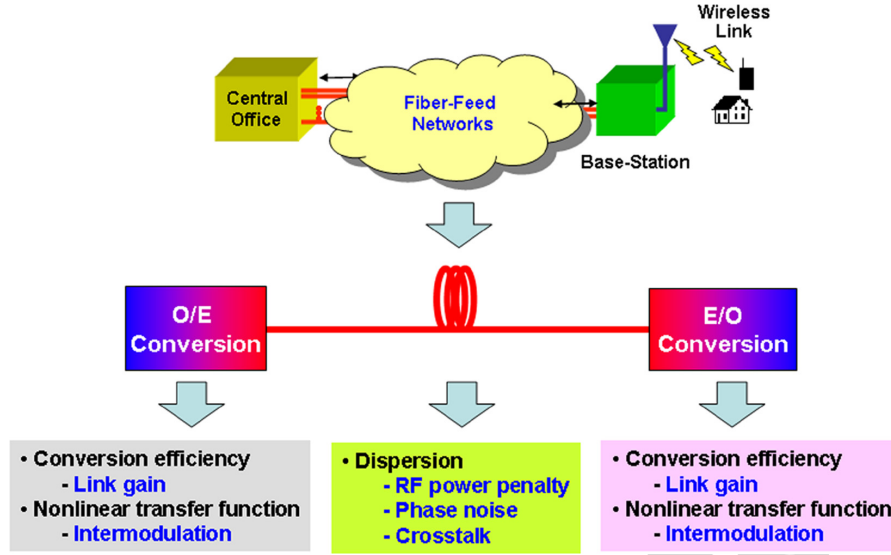 Wireless
Link
Central
Office
Fiber-Feed
Networks
Base-Station
O/E
Conversion
E/O
Conversion
• Conversion efficiency
- Link gain
• Nonlinear transfer function
- Intermodulation
• Dispersion
- RF power penalty
- Phase noise
- Crosstalk
• Conversion efficiency
- Link gain
• Nonlinear transfer function
- Intermodulation